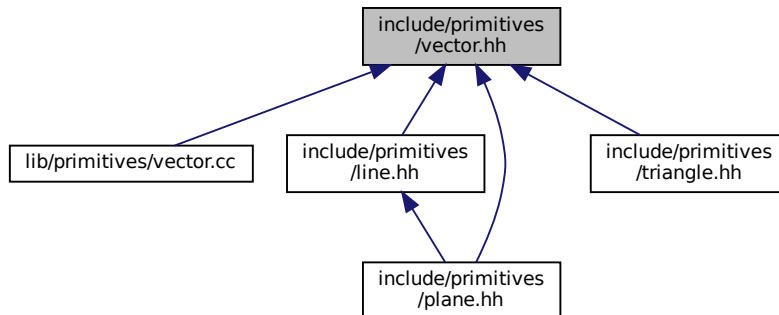 include/primitives
/vector.hh
lib/primitives/vector.cc
include/primitives
/line.hh
include/primitives
/triangle.hh
include/primitives
/plane.hh